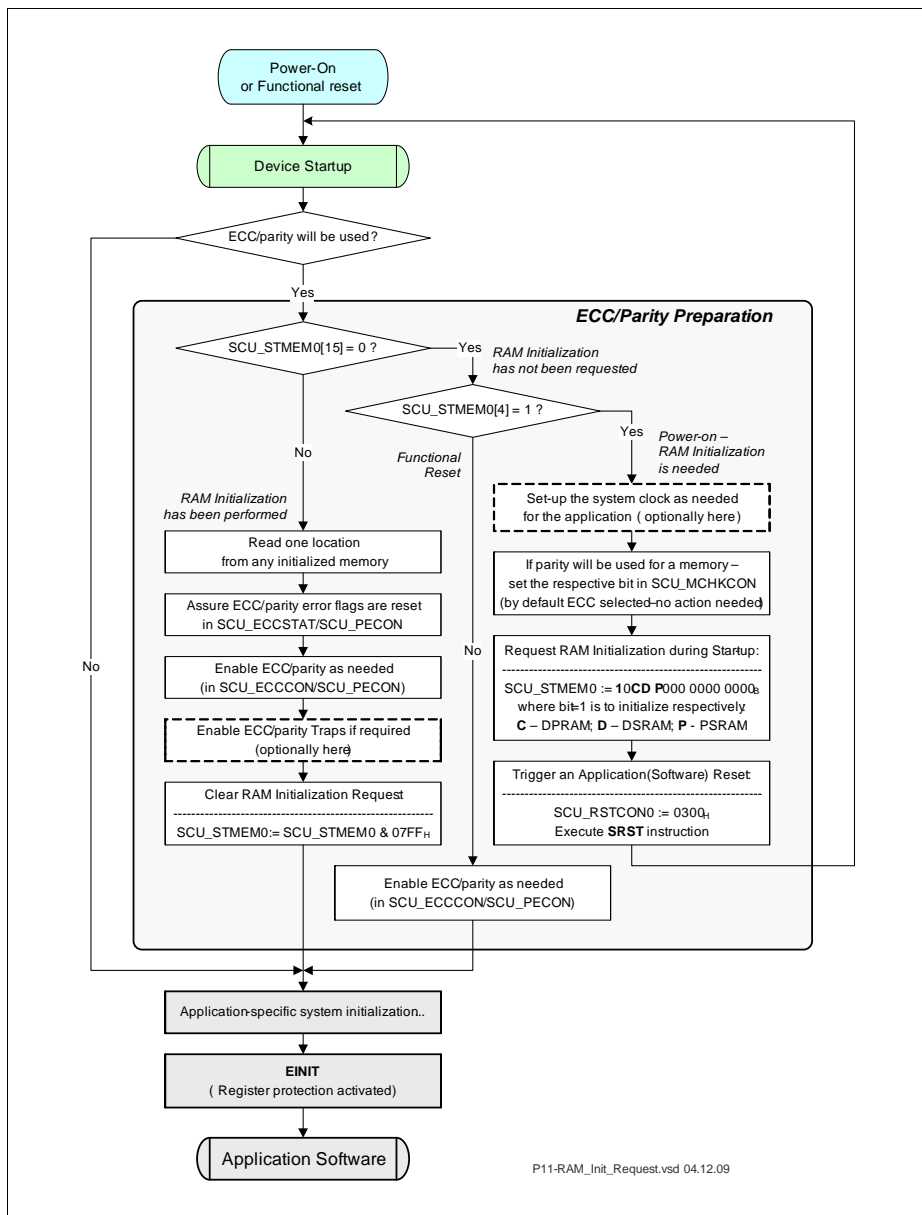 Power-On
or Functional reset
Device Startup
ECC/parity will be used?
Yes
No
ECC/Parity Preparation
SCU_STMEM0[15] = 0 ?
Yes
RAM Initialization
has not been requested
SCU_STMEM0[4] = 1 ?
No
Functional
Reset
Yes
Power-on –
RAM Initialization
is needed
RAM Initialization
has been performed
Set-up the system clock as needed
for the application ( optionally here)
Read one location
from any initialized memory
If parity will be used for a memory –
set the respective bit in SCU_MCHKCON
(by default ECC selected–no action needed)
Assure ECC/parity error flags are reset
in SCU_ECCSTAT/SCU_PECON
No
Enable ECC/parity as needed
(in SCU_ECCCON/SCU_PECON)
Request RAM Initialization during Startup:
------------------------------------------------
SCU_STMEM0 := 10CD P000 0000 0000B
where bit=1 is to initialize respectively:
C – DPRAM; D – DSRAM; P - PSRAM
Enable ECC/parity Traps if required
(optionally here)
Clear RAM Initialization Request
------------------------------------------------
SCU_STMEM0:= SCU_STMEM0 & 07FFH
Trigger an Application(Software) Reset:
------------------------------------------------
SCU_RSTCON0 := 0300H
Execute SRST instruction
Enable ECC/parity as needed
(in SCU_ECCCON/SCU_PECON)
Application-specific system initialization..
EINIT
( Register protection activated)
Application Software
P11-RAM_Init_Request.vsd 04.12.09